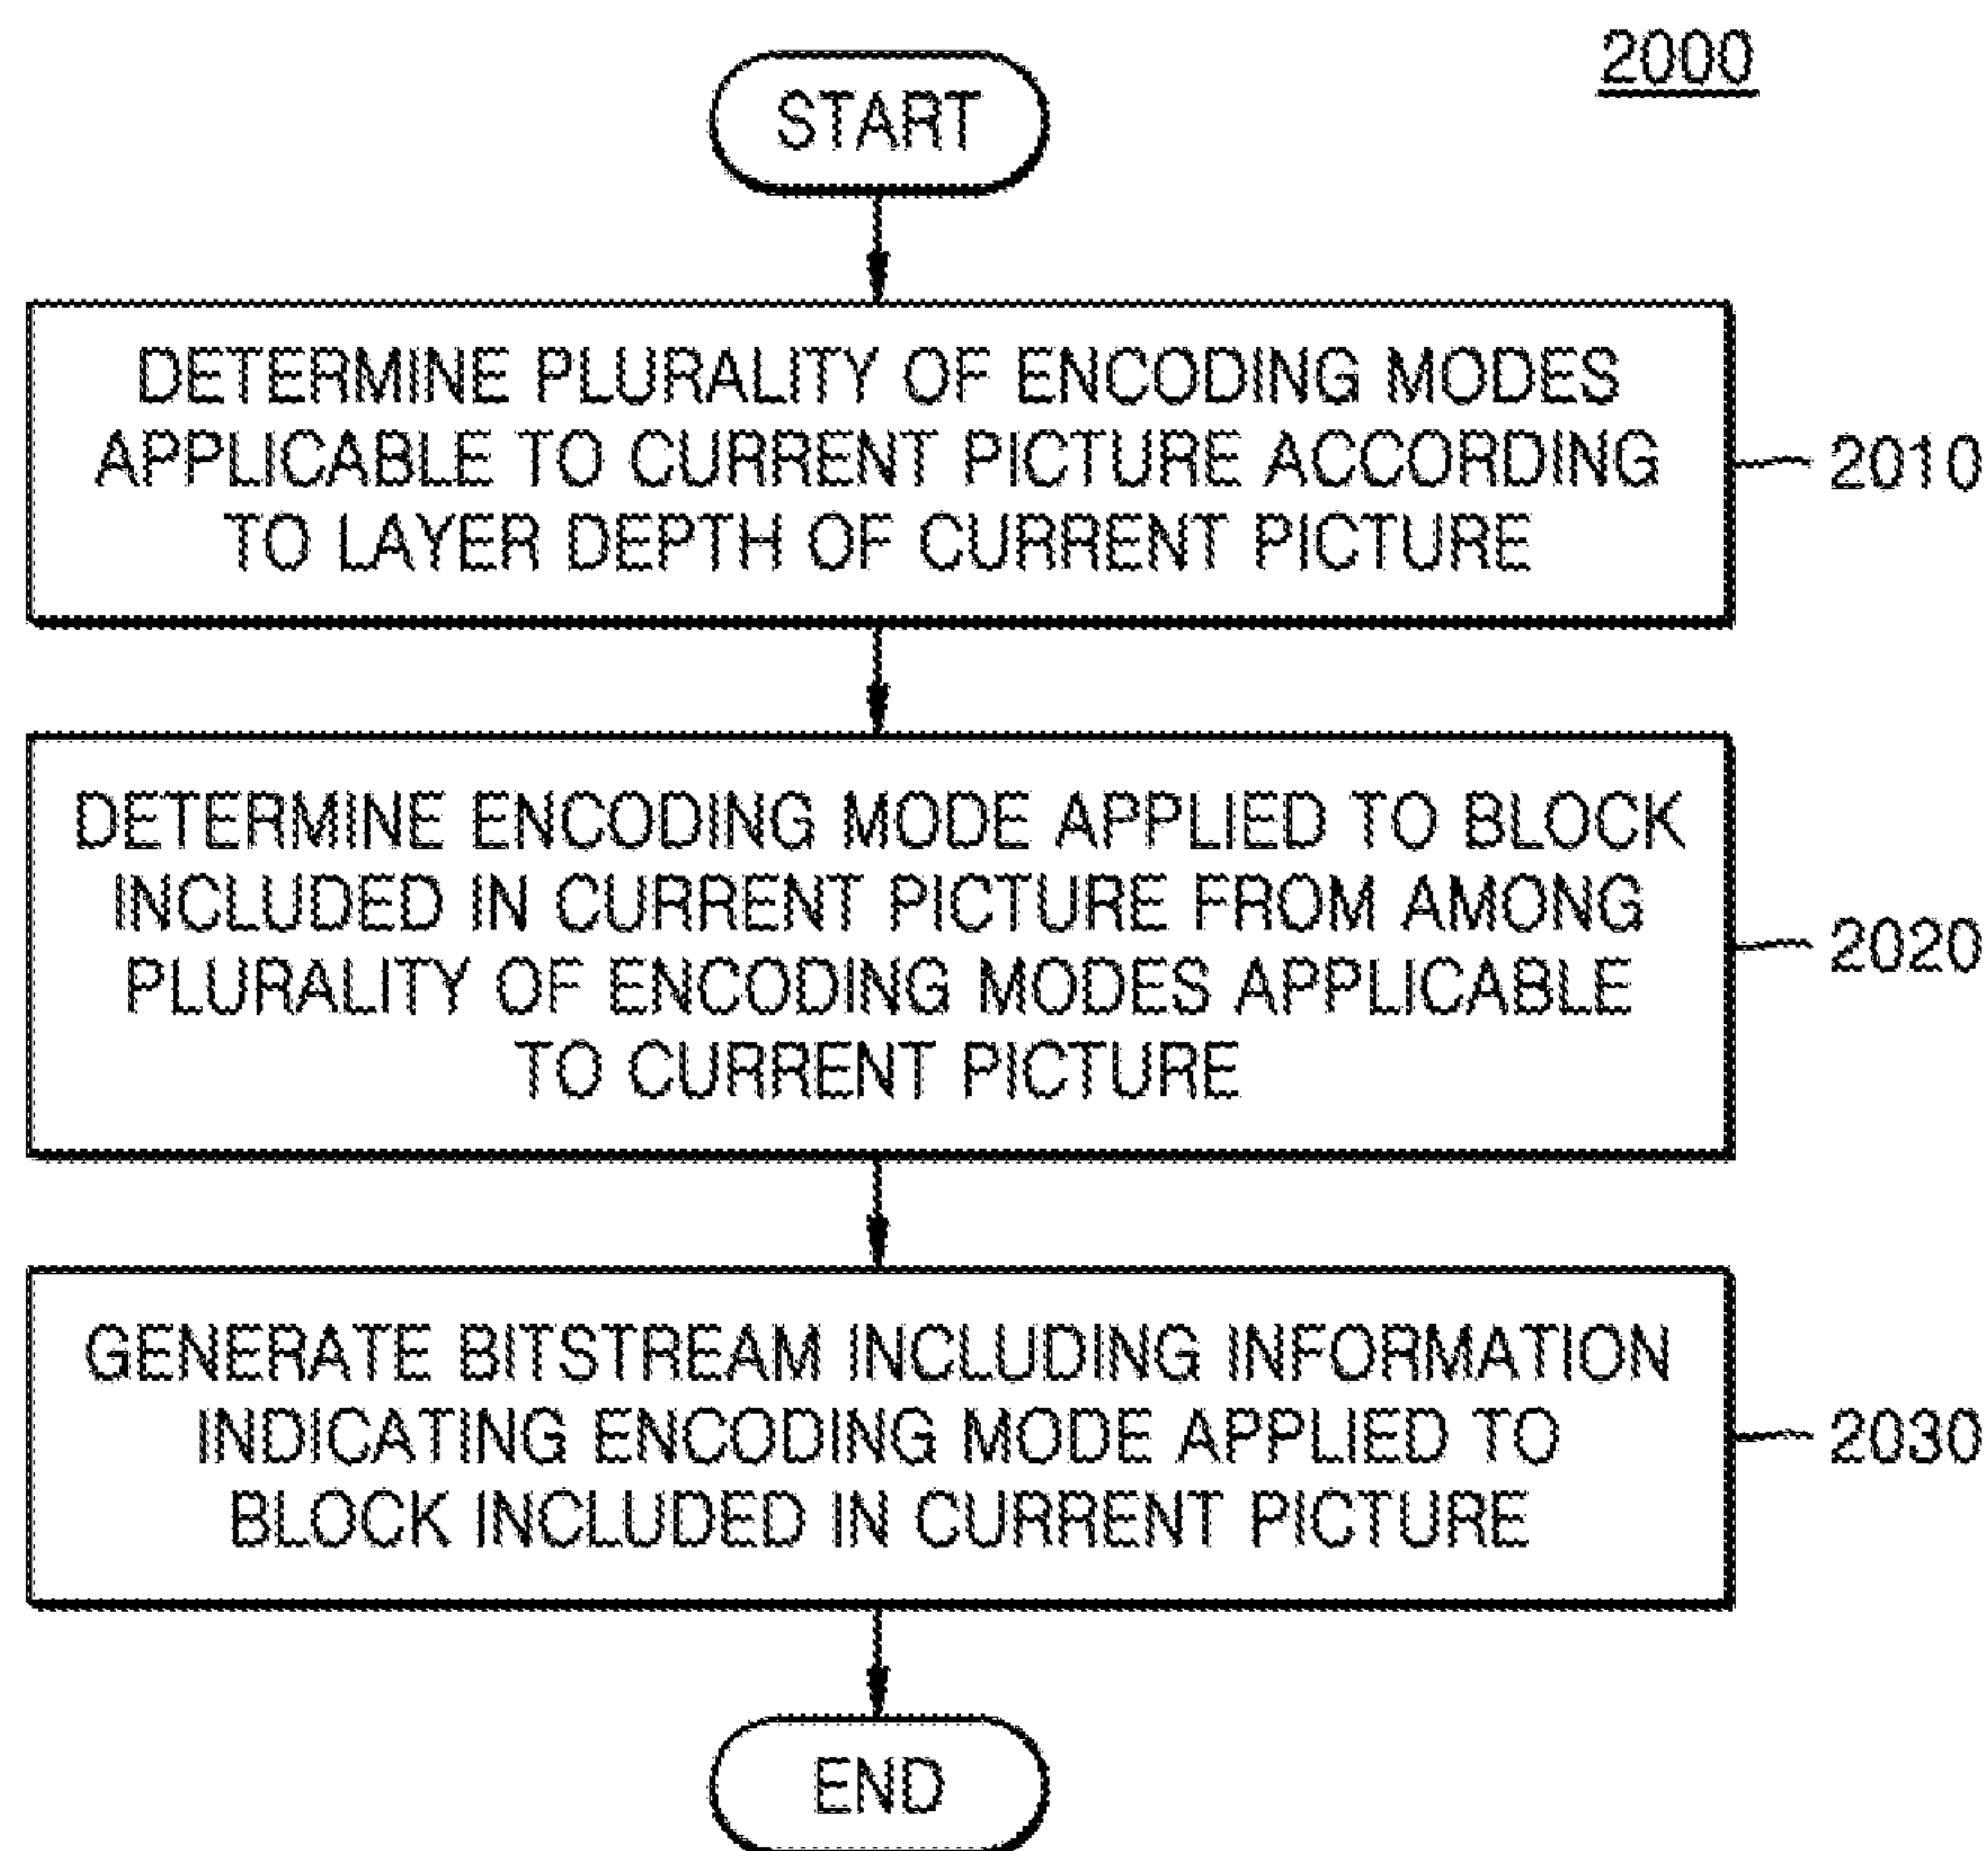 2000
START
DETERMINE PLURALITY OF ENCODING MODES
APPLICABLE TO CURRENT PICTURE ACCORDING
TO LAYER DEPTH OF CURRENT PICTURE
2010
DETERMINE ENCODING MODE APPLIED TO BLOCK
INCLUDED IN CURRENT PICTURE FROM AMONG
PLURALITY OF ENCODING MODES APPLICABLE
TO CURRENT PICTURE
2020
GENERATE BITSTREAM INCLUDING INFORMATION
INDICATING ENCODING MODE APPLIED TO
BLOCK INCLUDED IN CURRENT PICTURE
2030
END